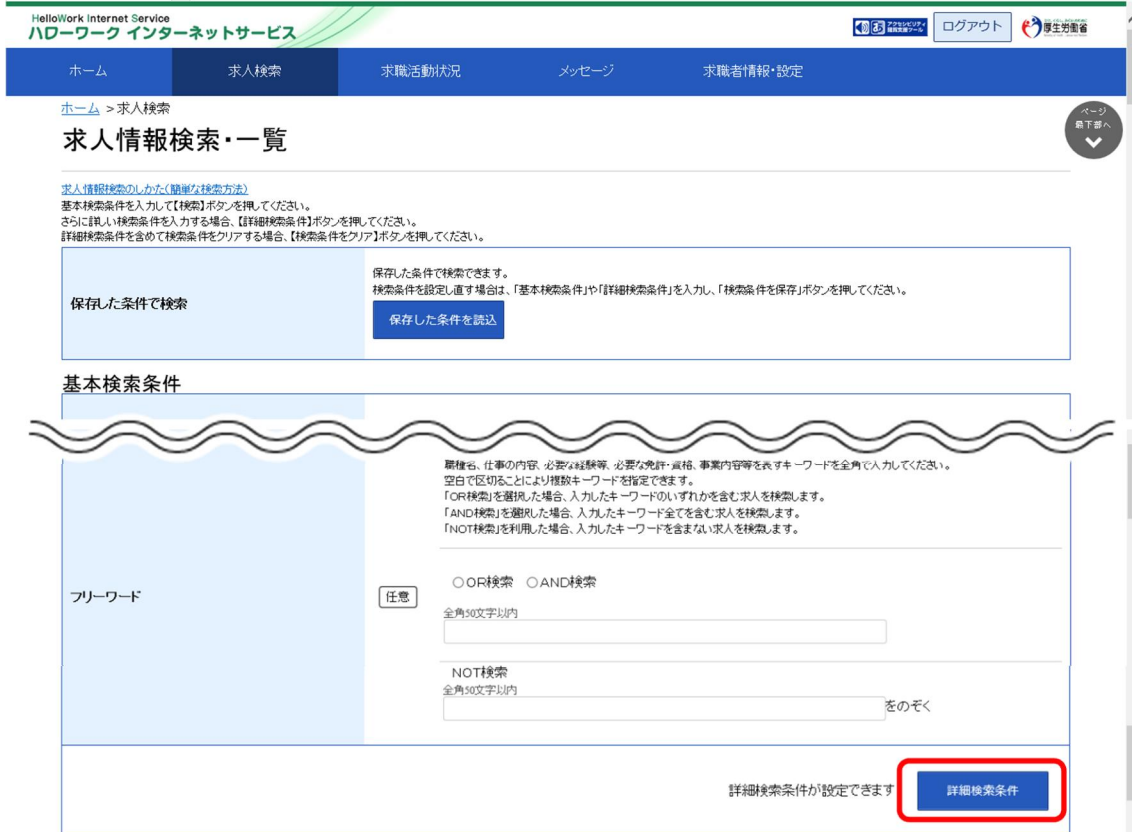 HelloWork Internet Service
ハローワーク インターネットサービス
アクセシビリティ
閲覧支援ツール
ログアウト
厚生労働省
ホーム
求人検索
求職活動状況
メッセージ
求職者情報・設定
ホーム >求人検索
ページ
最下部へ
求人情報検索・一覧
求人情報検索のしかた(簡単な検索方法)
基本検索条件を入力して【検索】ボタンを押してください。
さらに詳しい検索条件を入力する場合、【詳細検索条件】ボタンを押してください。
詳細検索条件を含めて検索条件をクリアする場合、【検索条件をクリア】ボタンを押してください。
保存した条件で検索
保存した条件で検索できます。
検索条件を設定し直す場合は、「基本検索条件」や「詳細検索条件」を入力し、「検索条件を保存」ボタンを押してください。
保存した条件を読込
基本検索条件
職種名、仕事の内容、必要な経験等、必要な免許・資格、事業内容等を表すキーワードを全角で入力してください。
空白で区切ることにより複数キーワードを指定できます。
「OR検索」を選択した場合、入力したキーワードのいずれかを含む求人を検索します。
「AND検索」を選択した場合、入力したキーワード全てを含む求人を検索します。
「NOT検索」を利用した場合、入力したキーワードを含まない求人を検索します。
フリーワード
任意
OR検索 AND検索
全角50文字以内
NOT検索
全角50文字以内
をのぞく
詳細検索条件が設定できます
詳細検索条件